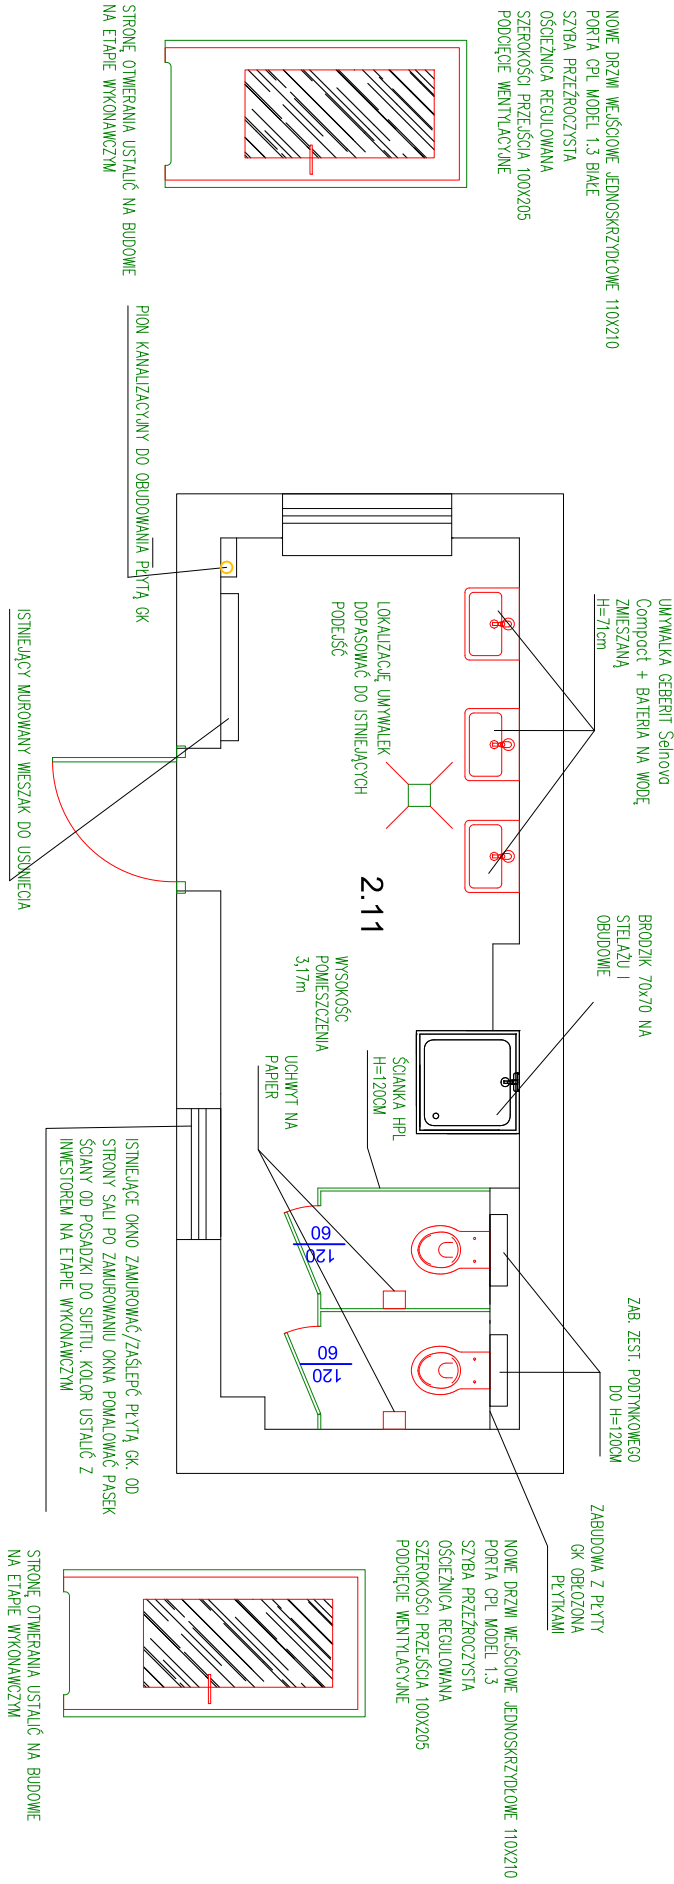 NOWE DRZWI WEJŚCIOWE JEDNOSKRZYDŁOWE 110X210
PORTA CPL MODEL 1.3 BIAŁE
SZYBA PRZEŹROCZYSTA
OŚCIEŻNICA REGULOWANA
SZEROKOŚCI PRZEJŚCIA 100X205
PODCIĘCIE WENTYLACYJNE
STRONĘ OTWIERANIA USTALIĆ NA BUDOWIE
NA ETAPIE WYKONAWCZYM
PION KANALIZACYJNY DO OBUDOWANIA PŁYTĄ GK
UMYWALKA GEBERIT Selnova
Compact + BATERIA NA WODĘ
ZMIESZANĄ
H=71cm
LOKALIZACJĘ UMYWALEK
DOPASOWAĆ DO ISTNIEJĄCYCH
PODEJŚĆ
ISTNIEJĄCY MUROWANY WIESZAK DO USUNIECIA
2.11
BRODZIK 70x70 NA
STELAŻU I
OBUDOWIE
WYSOKOŚC
POMIESZCZENIA
3,17m
ŚCIANKA HPL
H=120CM
UCHWYT NA
PAPIER
60
120
60
120
ZAB. ZEST. PODTYNKOWEGO
DO H=120CM
ISTNIEJĄCE OKNO ZAMUROWAĆ/ZAŚLEPĆ PŁYTĄ GK. OD
STRONY SALI PO ZAMUROWANIU OKNA POMALOWAĆ PASEK
ŚCIANY OD POSADZKI DO SUFITU. KOLOR USTALIĆ Z
INWESTOREM NA ETAPIE WYKONAWCZYM
ZABUDOWA Z PŁYTY
GK OBŁOŻONA
PŁYTKAMI
NOWE DRZWI WEJŚCIOWE JEDNOSKRZYDŁOWE 110X210
PORTA CPL MODEL 1.3
SZYBA PRZEŹROCZYSTA
OŚCIEŻNICA REGULOWANA
SZEROKOŚCI PRZEJŚCIA 100X205
PODCIĘCIE WENTYLACYJNE
STRONĘ OTWIERANIA USTALIĆ NA BUDOWIE
NA ETAPIE WYKONAWCZYM